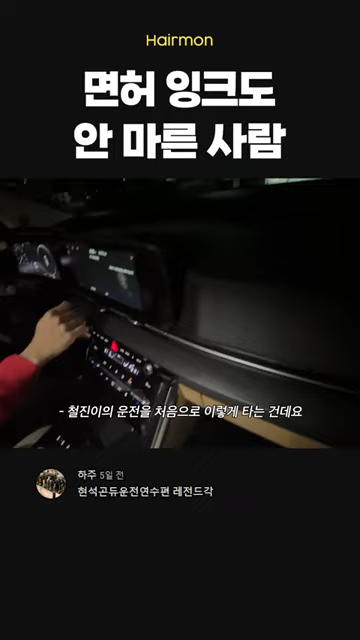 Hairmon
면허 잉크도
안 마른 사람
- 철진이의 운전을 처음으로 이렇게 타는 건데요
하주 5일 전
현석곤듀운전연수편 레전드각